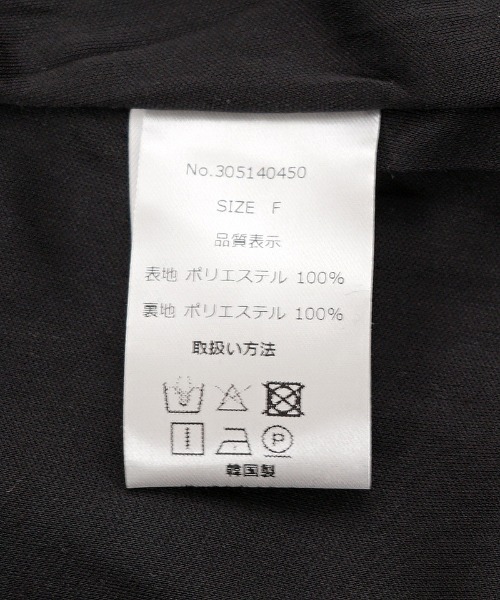 No.305140450
SIZE F
品質表示
表地 ポリエステル 100%
裏地 ポリエステル 100%
取扱い方法
P
韓国製